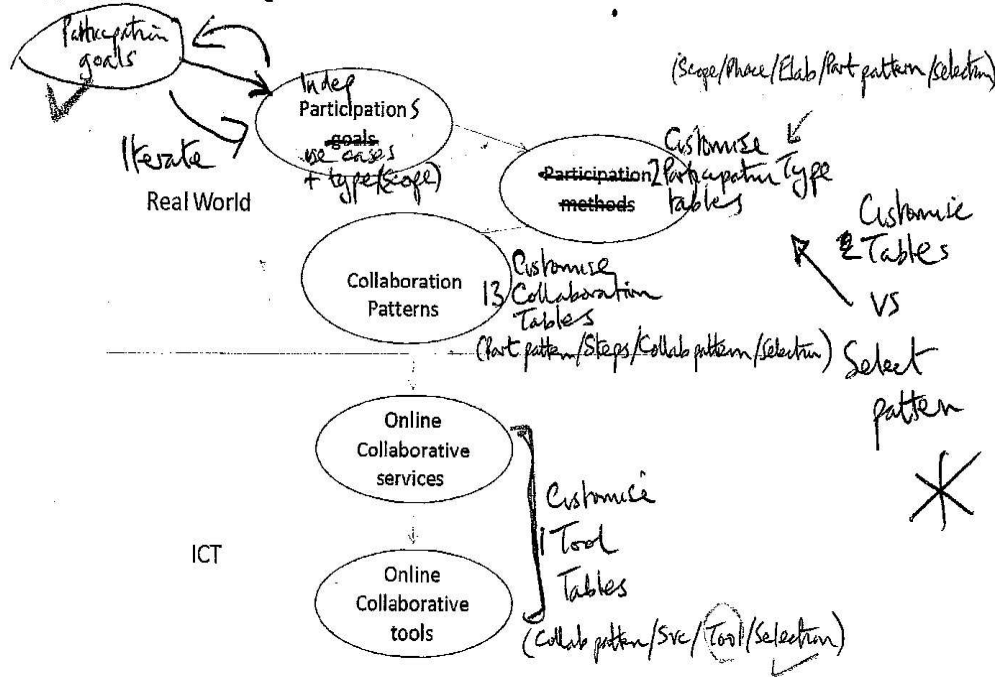 Participation
goals
(Scope/Phase/Elab/Part pattern/selection)
Indep
Participation S
goals
use cases
+ type (scope)
Iterate
Real World
Customise
Participation 2 Participation Type
methods tables
Customise
2 Tables
vs
Select
pattern
Collaboration
Patterns
Customise
13 Collaboration
Tables
(Part pattern/Steps/Collab pattern/selection)
Online
Collaborative
services
Customise
1 Tool
Tables
ICT
Online
Collaborative
tools
(Collab pattern/Svc/Tool/Selection)